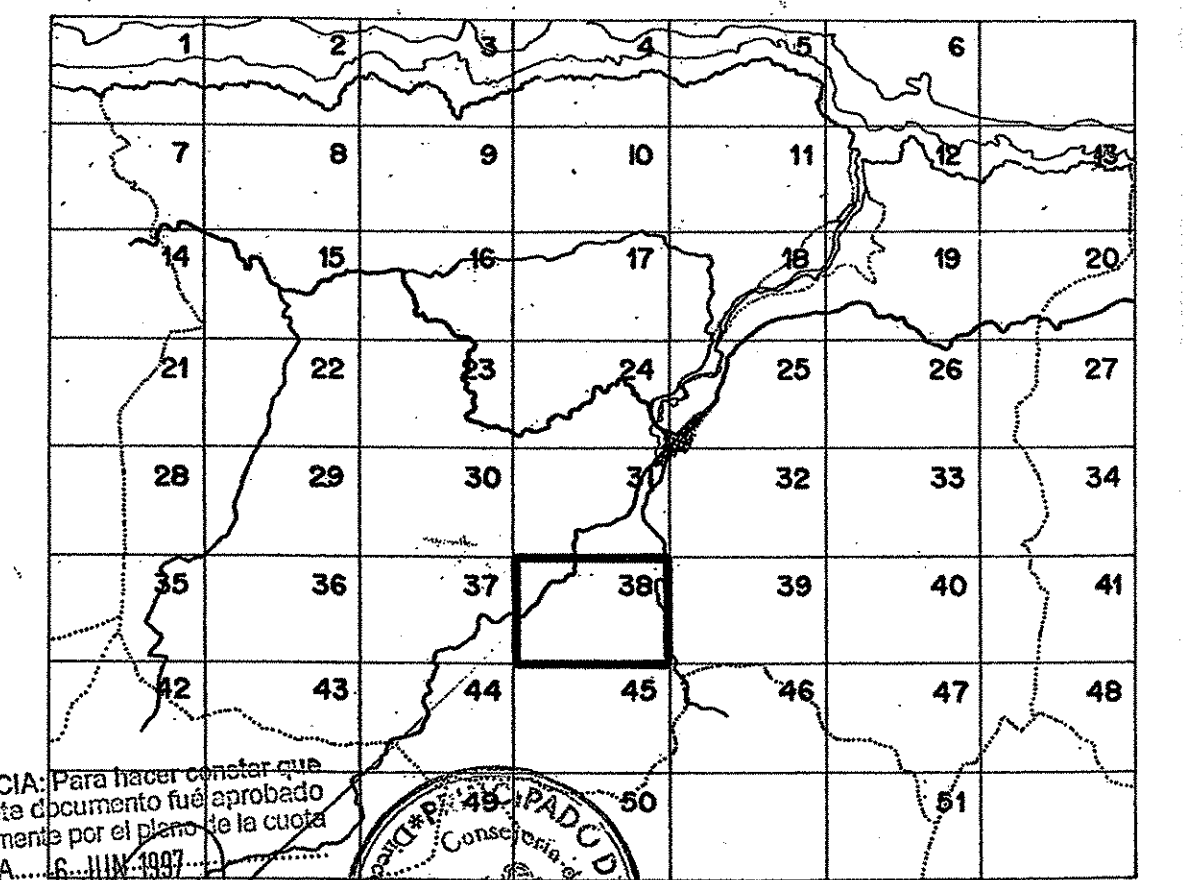 1 2 3 4 5 6
7 8 9 10 11 12 13
14 15 16 17 18 19 20
21 22 23 24 25 26 27
28 29 30 31 32 33 34
35 36 37 38 39 40 41
42 43 44 45 46 47 48
49 50 51
CIA: Para hacer constar que
te documento fué aprobado
mente por el pleno de la cuota
A......6 JUN 1997
*PRINCIPADO D
Consejería d
Direc